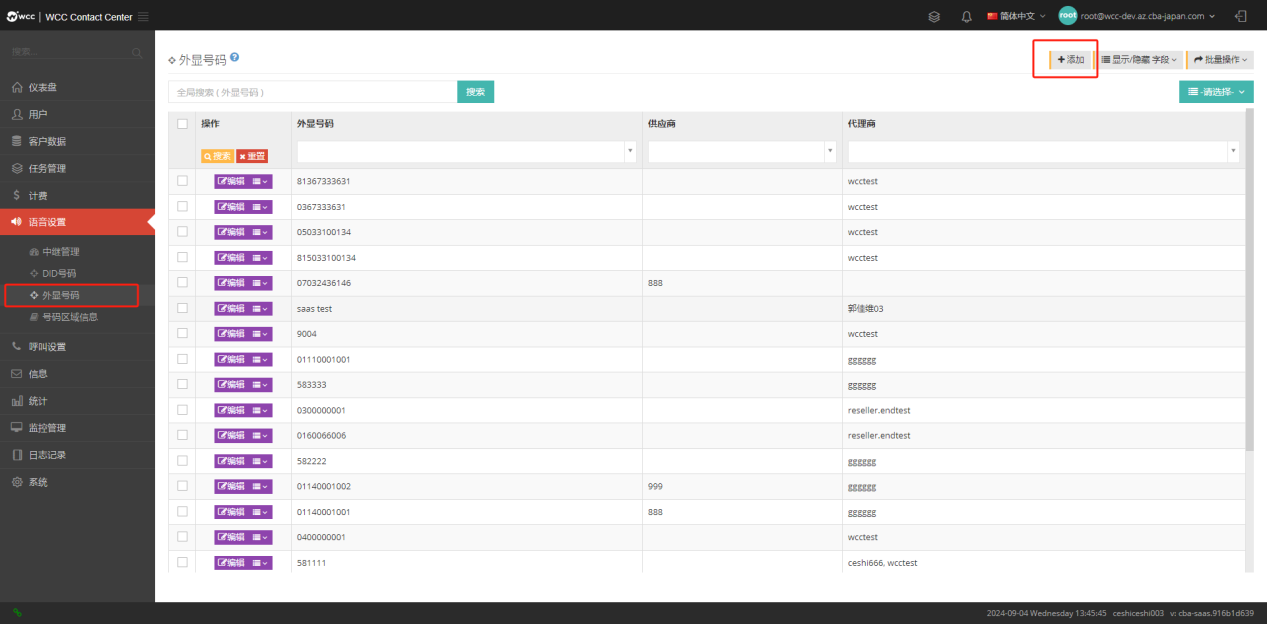 wcc | WCC Contact Center
简体中文
root root@wcc-dev.az.cba-japan.com
搜索...
仪表盘
用户
客户数据
任务管理
计费
语音设置
中继管理
DID号码
外显号码
号码区域信息
呼叫设置
信息
统计
监控管理
日志记录
系统
外显号码
添加 显示/隐藏 字段 批量操作
全局搜索 ( 外显号码 ) 搜索 -请选择-
操作 外显号码 供应商 代理商
搜索 重置
编辑 81367333631 wcctest
编辑 0367333631 wcctest
编辑 05033100134 wcctest
编辑 815033100134 wcctest
编辑 07032436146 888
编辑 saas test 郭佳维03
编辑 9004 wcctest
编辑 01110001001 gggggg
编辑 583333 gggggg
编辑 0300000001 reseller.endtest
编辑 0160066006 reseller.endtest
编辑 582222 gggggg
编辑 01140001002 999 gggggg
编辑 01140001001 888 gggggg
编辑 0400000001 wcctest
编辑 581111 ceshi666, wcctest
2024-09-04 Wednesday 13:45:45 ceshiceshi003 v: cba-saas.916b1d639